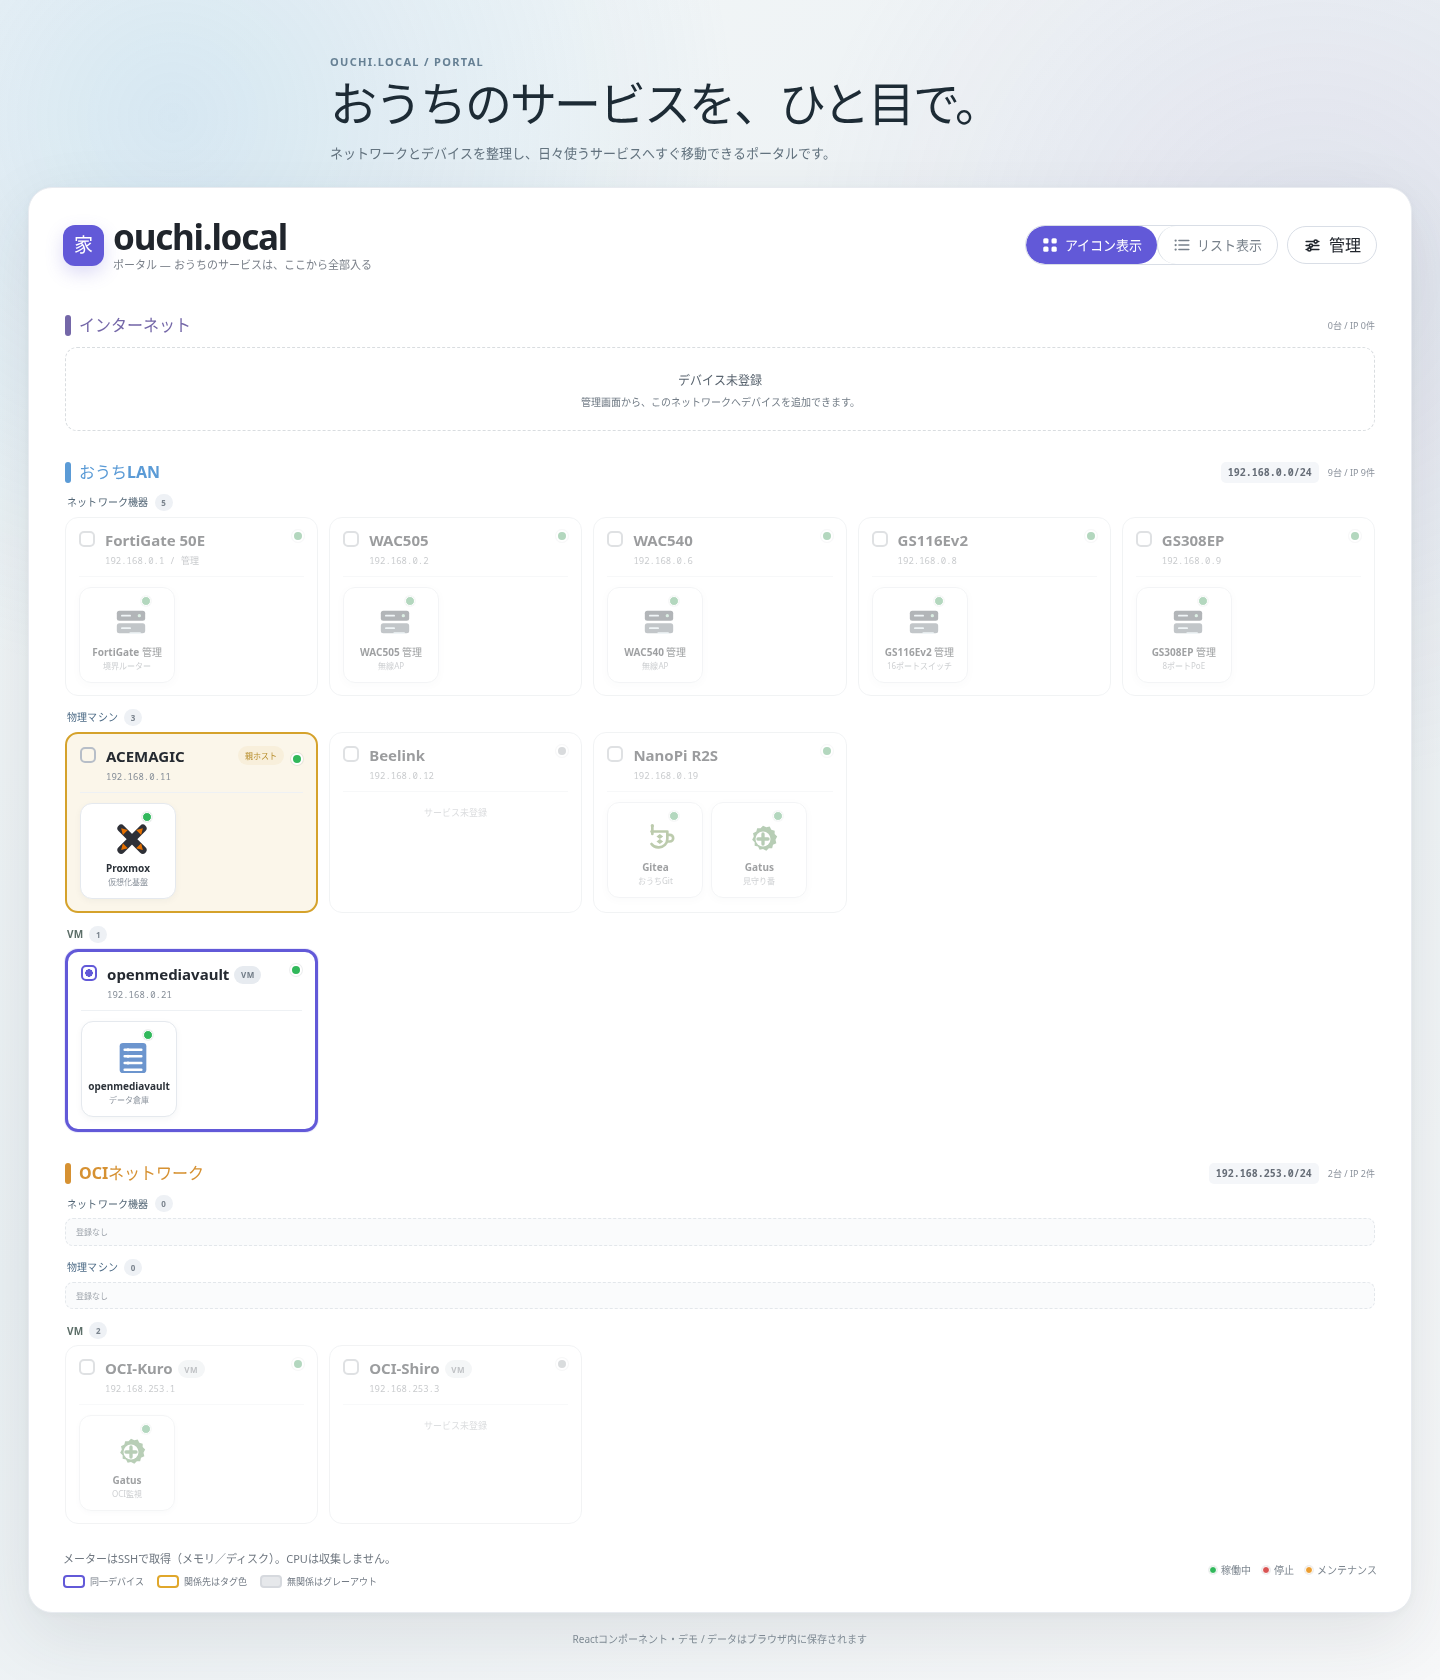 OUCHI.LOCAL / PORTAL
おうちのサービスを、ひと目で。
ネットワークとデバイスを整理し、日々使うサービスへすぐ移動できるポータルです。
家
ouchi.local
ポータル — おうちのサービスは、ここから全部入る
アイコン表示
リスト表示
管理
インターネット
0台 / IP 0件
デバイス未登録
管理画面から、このネットワークへデバイスを追加できます。
おうちLAN
192.168.0.0/24
9台 / IP 9件
ネットワーク機器 5
FortiGate 50E
192.168.0.1 / 管理
FortiGate 管理
境界ルーター
WAC505
192.168.0.2
WAC505 管理
無線AP
WAC540
192.168.0.6
WAC540 管理
無線AP
GS116Ev2
192.168.0.8
GS116Ev2 管理
16ポートスイッチ
GS308EP
192.168.0.9
GS308EP 管理
8ポートPoE
物理マシン 3
ACEMAGIC
親ホスト
192.168.0.11
Proxmox
仮想化基盤
Beelink
192.168.0.12
サービス未登録
NanoPi R2S
192.168.0.19
Gitea
おうちGit
Gatus
見守り番
VM 1
openmediavault VM
192.168.0.21
openmediavault
データ倉庫
OCIネットワーク
192.168.253.0/24
2台 / IP 2件
ネットワーク機器 0
登録なし
物理マシン 0
登録なし
VM 2
OCI-Kuro VM
192.168.253.1
Gatus
OCI監視
OCI-Shiro VM
192.168.253.3
サービス未登録
メーターはSSHで取得（メモリ／ディスク）。CPUは収集しません。
同一デバイス
関係先はタグ色
無関係はグレーアウト
稼働中
停止
メンテナンス
Reactコンポーネント・デモ / データはブラウザ内に保存されます